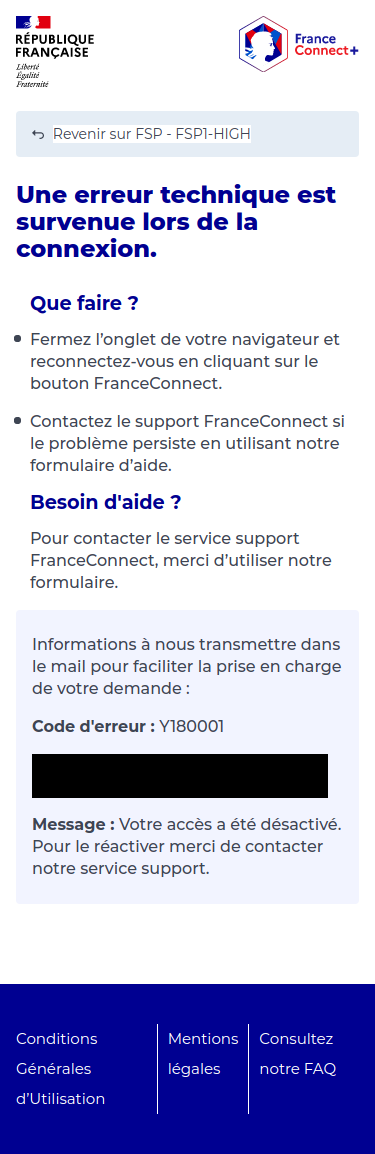 RÉPUBLIQUE
FRANÇAISE
Liberté
Égalité
Fraternité
France
Connect+
Revenir sur FSP - FSP1-HIGH
Une erreur technique est
survenue lors de la
connexion.
Que faire ?
Fermez l’onglet de votre navigateur et
reconnectez-vous en cliquant sur le
bouton FranceConnect.
Contactez le support FranceConnect si
le problème persiste en utilisant notre
formulaire d’aide.
Besoin d'aide ?
Pour contacter le service support
FranceConnect, merci d’utiliser notre
formulaire.
Informations à nous transmettre dans
le mail pour faciliter la prise en charge
de votre demande :
Code d'erreur : Y180001
Message : Votre accès a été désactivé.
Pour le réactiver merci de contacter
notre service support.
Conditions
Générales
d’Utilisation
Mentions
légales
Consultez
notre FAQ